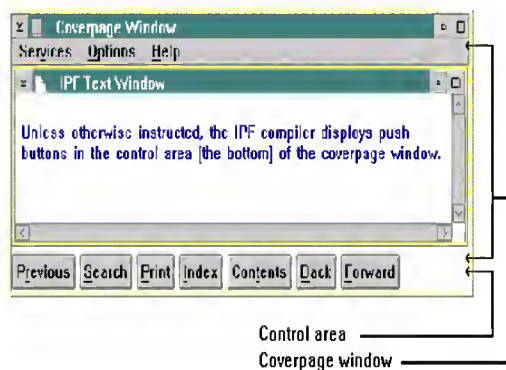 Coverpage Window
Services Options Help
IPF Text Window
Unless otherwise instructed, the IPF compiler displays push
buttons in the control area [the bottom] of the coverpage window.
Previous Search Print Index Contents Back Forward
Control area
Coverpage window